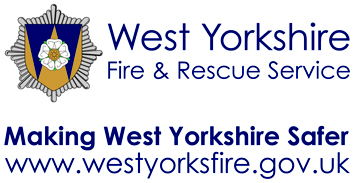 West Yorkshire
Fire & Rescue Service
Making West Yorkshire Safer
www.westyorksfire.gov.uk